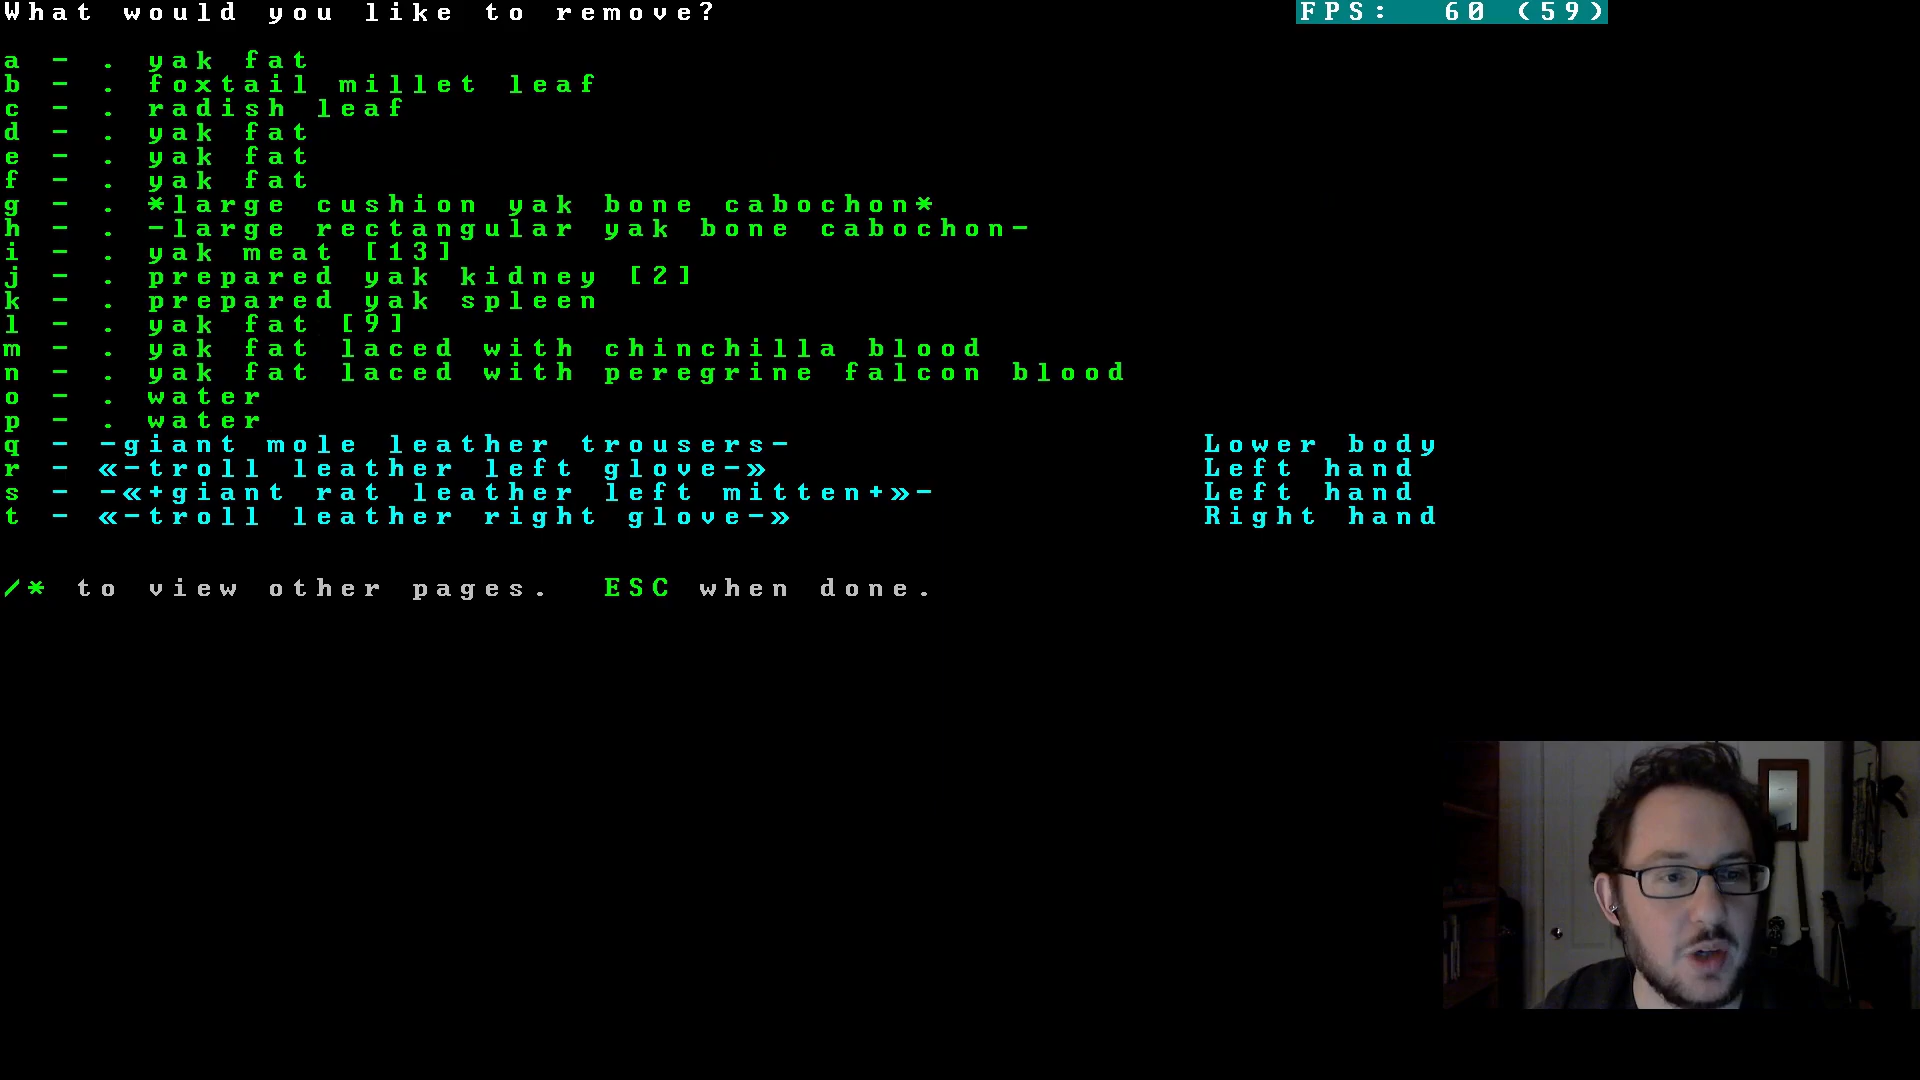 What would you like to remove?
FPS: 60 (59)
a - . yak fat
b - . foxtail millet leaf
c - . radish leaf
d - . yak fat
e - . yak fat
f - . yak fat
g - . *large cushion yak bone cabochon*
h - . -large rectangular yak bone cabochon-
i - . yak meat [13]
j - . prepared yak kidney [2]
k - . prepared yak spleen
l - . yak fat [9]
m - . yak fat laced with chinchilla blood
n - . yak fat laced with peregrine falcon blood
o - . water
p - . water
q - -giant mole leather trousers- Lower body
r - «-troll leather left glove-» Left hand
s - -«+giant rat leather left mitten+»- Left hand
t - «-troll leather right glove-» Right hand
/* to view other pages. ESC when done.